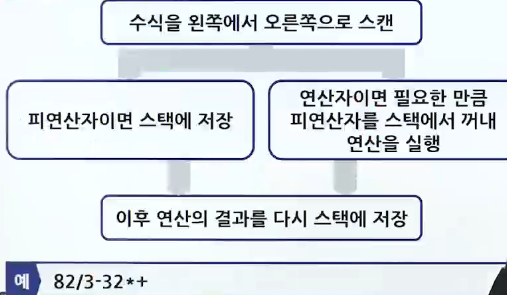 수식을 왼쪽에서 오른쪽으로 스캔
피연산자이면 스택에 저장
연산자이면 필요한 만큼
피연산자를 스택에서 꺼내
연산을 실행
이후 연산의 결과를 다시 스택에 저장
예 82/3-32*+